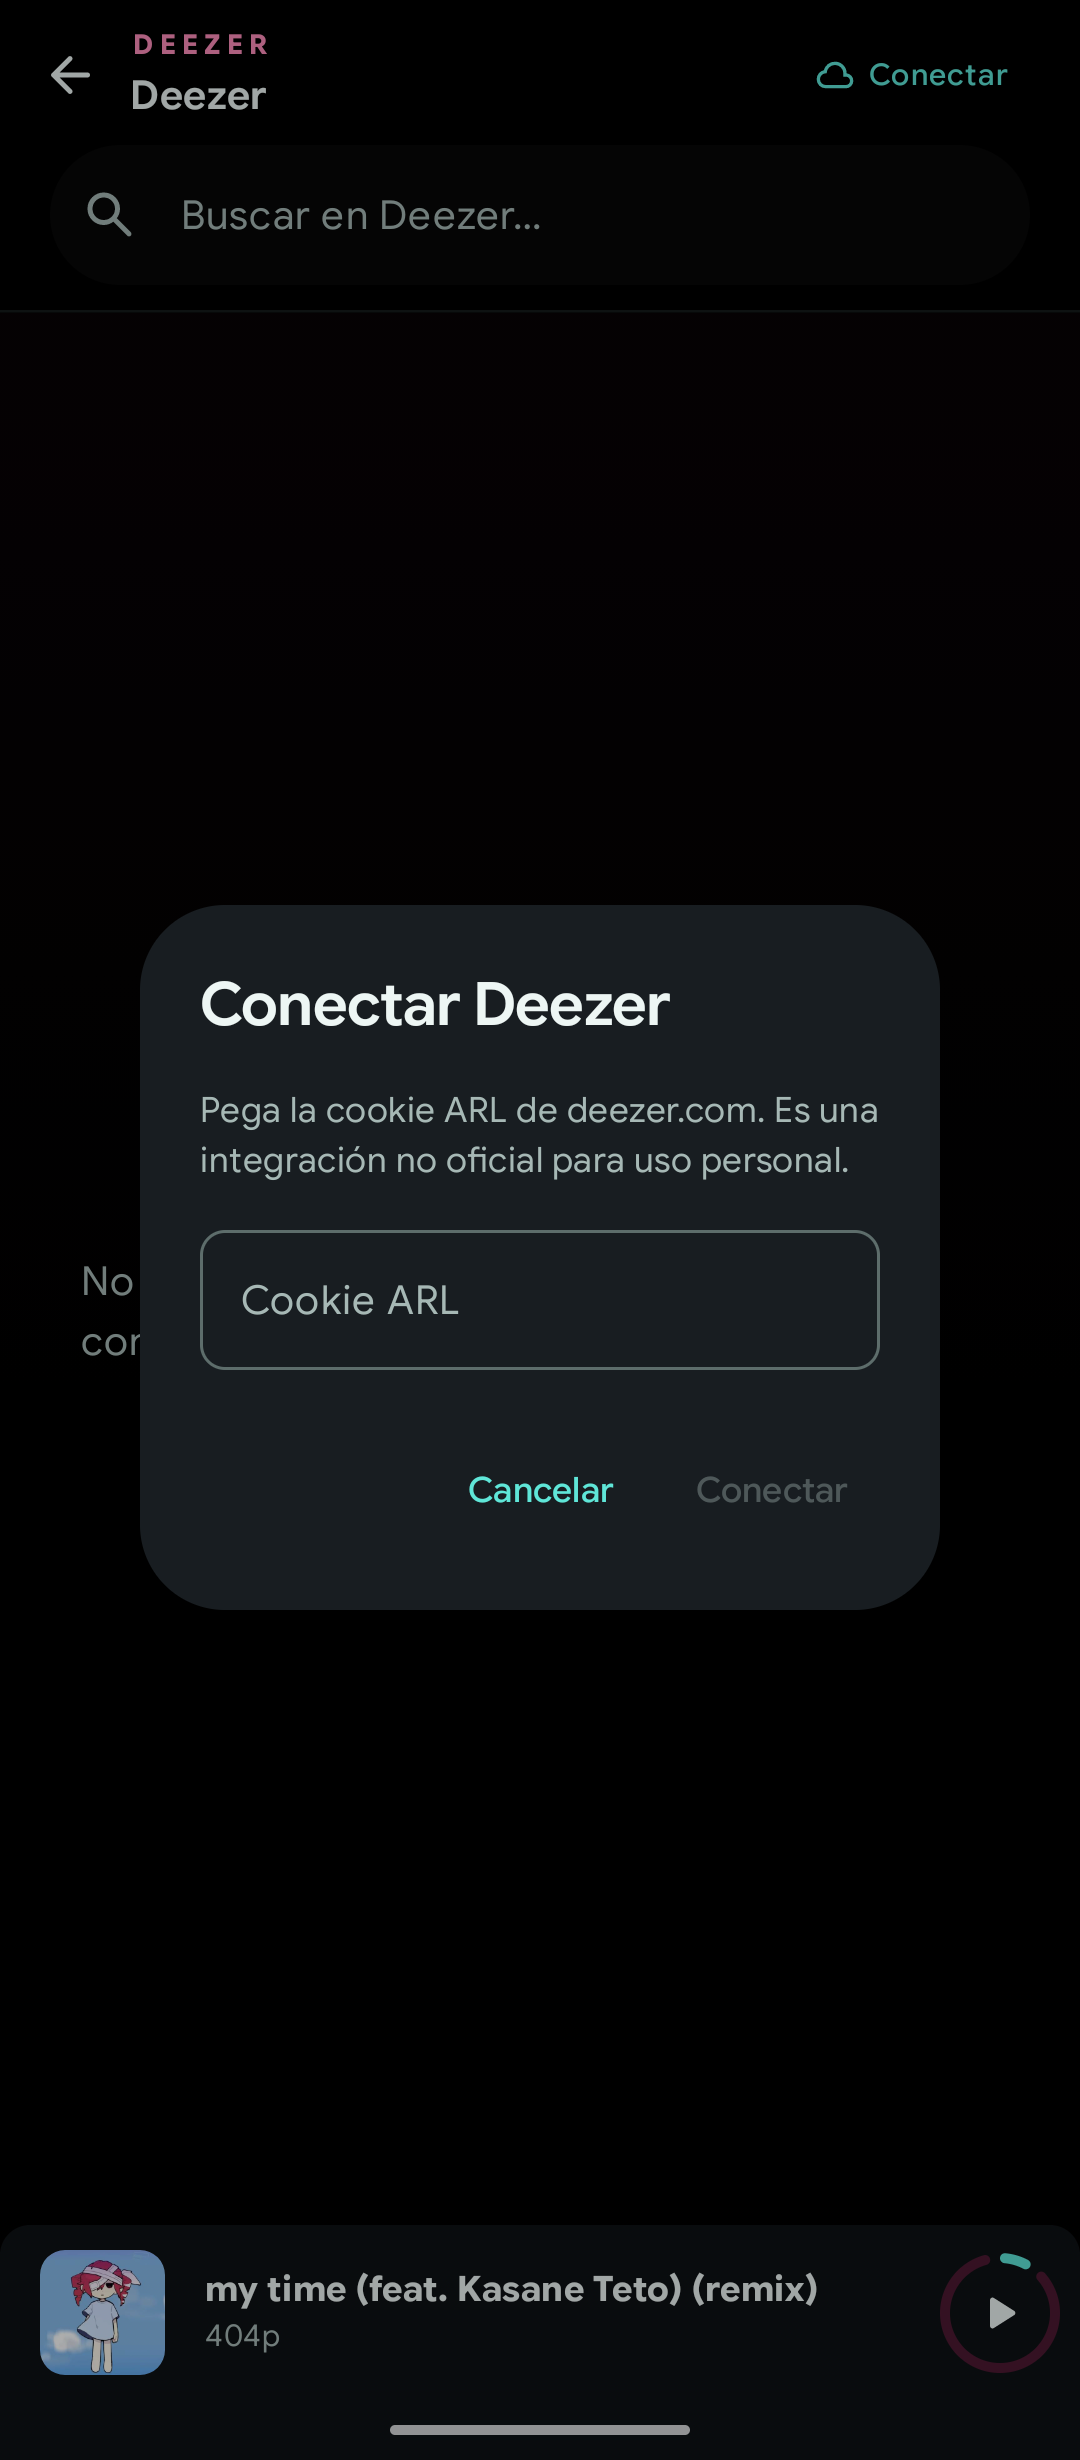 DEEZER
Deezer
Conectar
Buscar en Deezer...
Conectar Deezer
Pega la cookie ARL de deezer.com. Es una
integración no oficial para uso personal.
No
Cookie ARL
Cancelar
Conectar
my time (feat. Kasane Teto) (remix)
404p